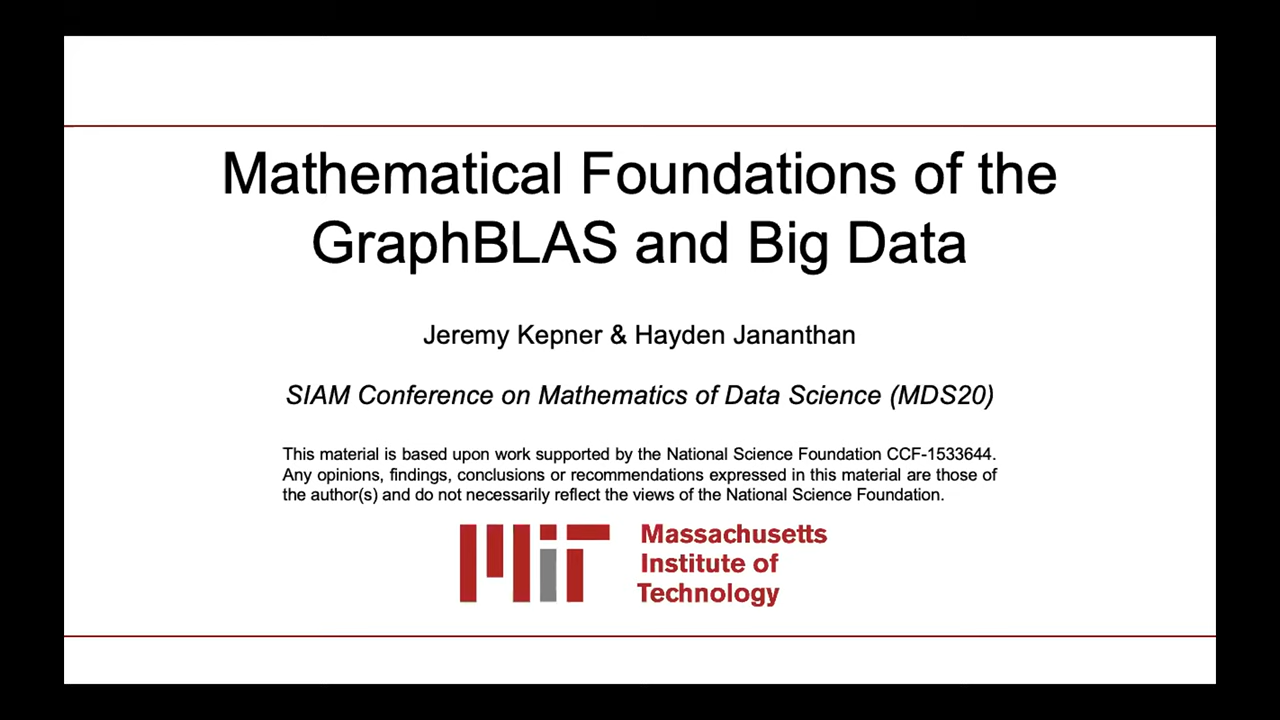 Mathematical Foundations of the
GraphBLAS and Big Data
Jeremy Kepner & Hayden Jananthan
SIAM Conference on Mathematics of Data Science (MDS20)
This material is based upon work supported by the National Science Foundation CCF-1533644.
Any opinions, findings, conclusions or recommendations expressed in this material are those of
the author(s) and do not necessarily reflect the views of the National Science Foundation.
MIT
Massachusetts
Institute of
Technology